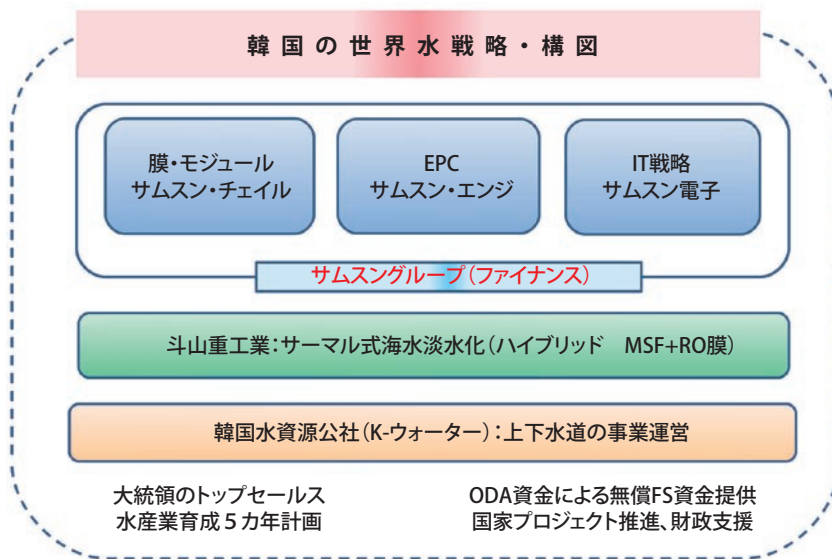 韓国の世界水戦略・構図
膜・モジュール
サムスン・チェイル
EPC
サムスン・エンジ
IT戦略
サムスン電子
サムスングループ（ファイナンス）
斗山重工業：サーマル式海水淡水化（ハイブリッド　MSF+RO膜）
韓国水資源公社（K-ウォーター）：上下水道の事業運営
大統領のトップセールス
水産業育成５カ年計画
ODA資金による無償FS資金提供
国家プロジェクト推進、財政支援